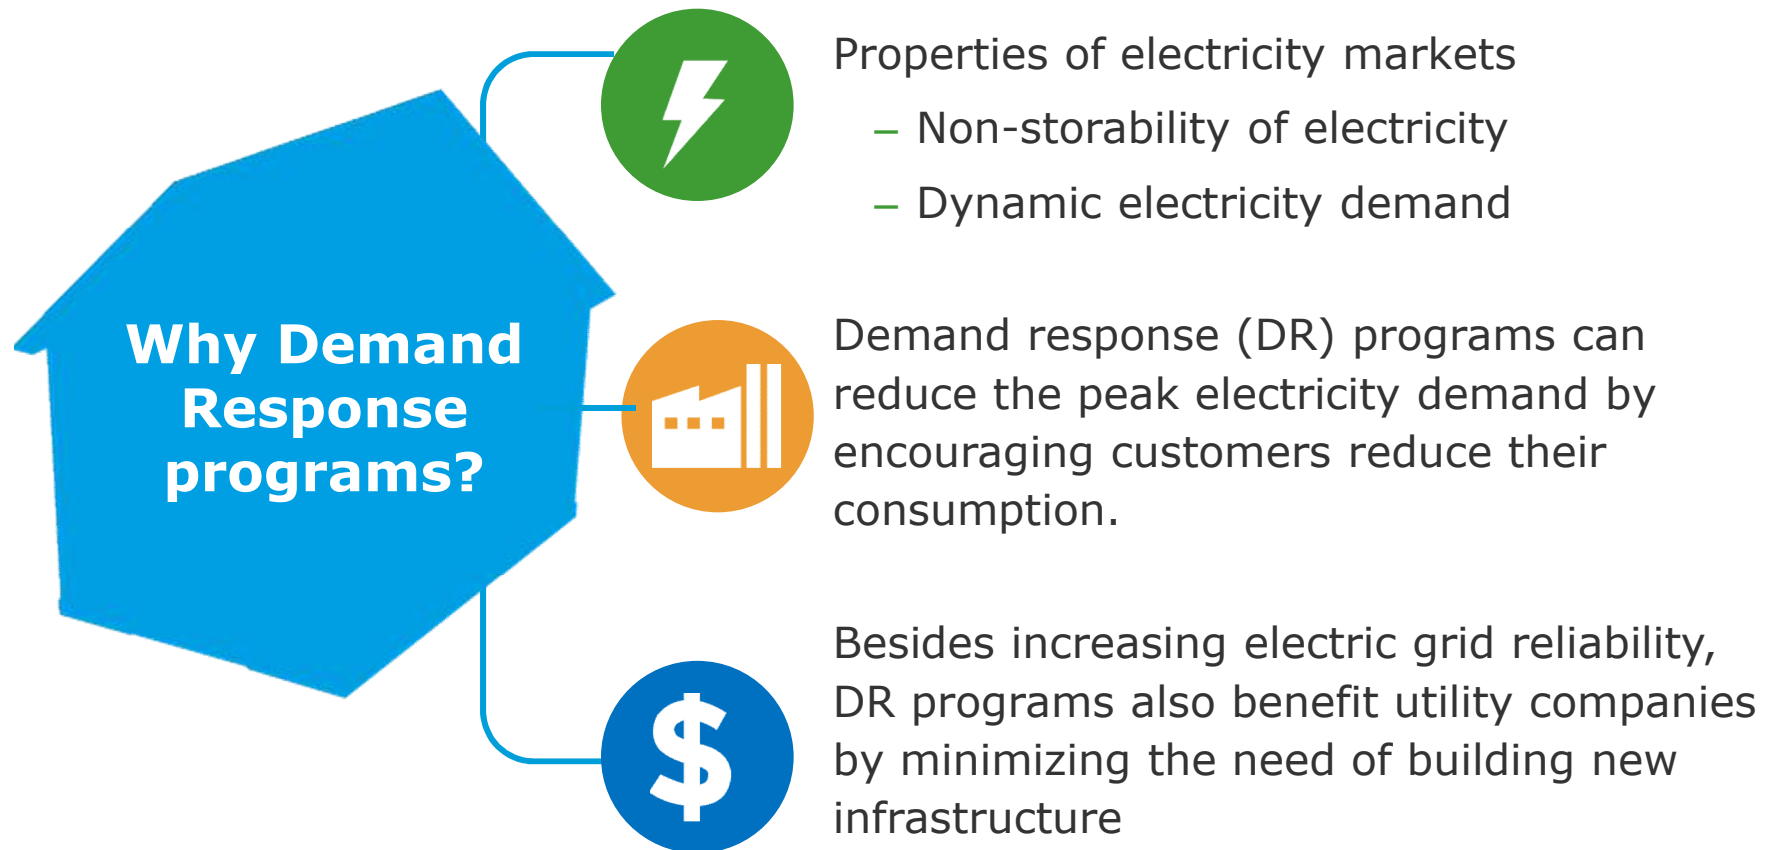 Why Demand
Response
programs?
Properties of electricity markets
– Non-storability of electricity
– Dynamic electricity demand
Demand response (DR) programs can
reduce the peak electricity demand by
encouraging customers reduce their
consumption.
$
Besides increasing electric grid reliability,
DR programs also benefit utility companies
by minimizing the need of building new
infrastructure